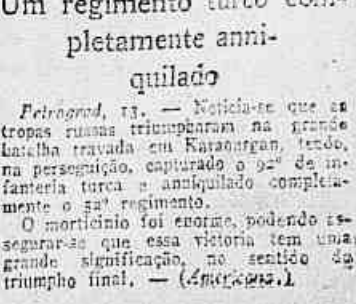 Um regimento turco com-
pletamente anni-
quilado
Petrograd, 13. — Noticia-se que as
tropas russas triumpharam na grande
batalha travada em Karaourgan, tendo,
na perseguição, capturado o 92º de in-
fanteria turca e anniquilado completa-
mente o 52º regimento.
O morticinio foi enorme, podendo as-
segurar-se que essa victoria tem uma
grande significação, no sentido do
triumpho final. — (Americana.)